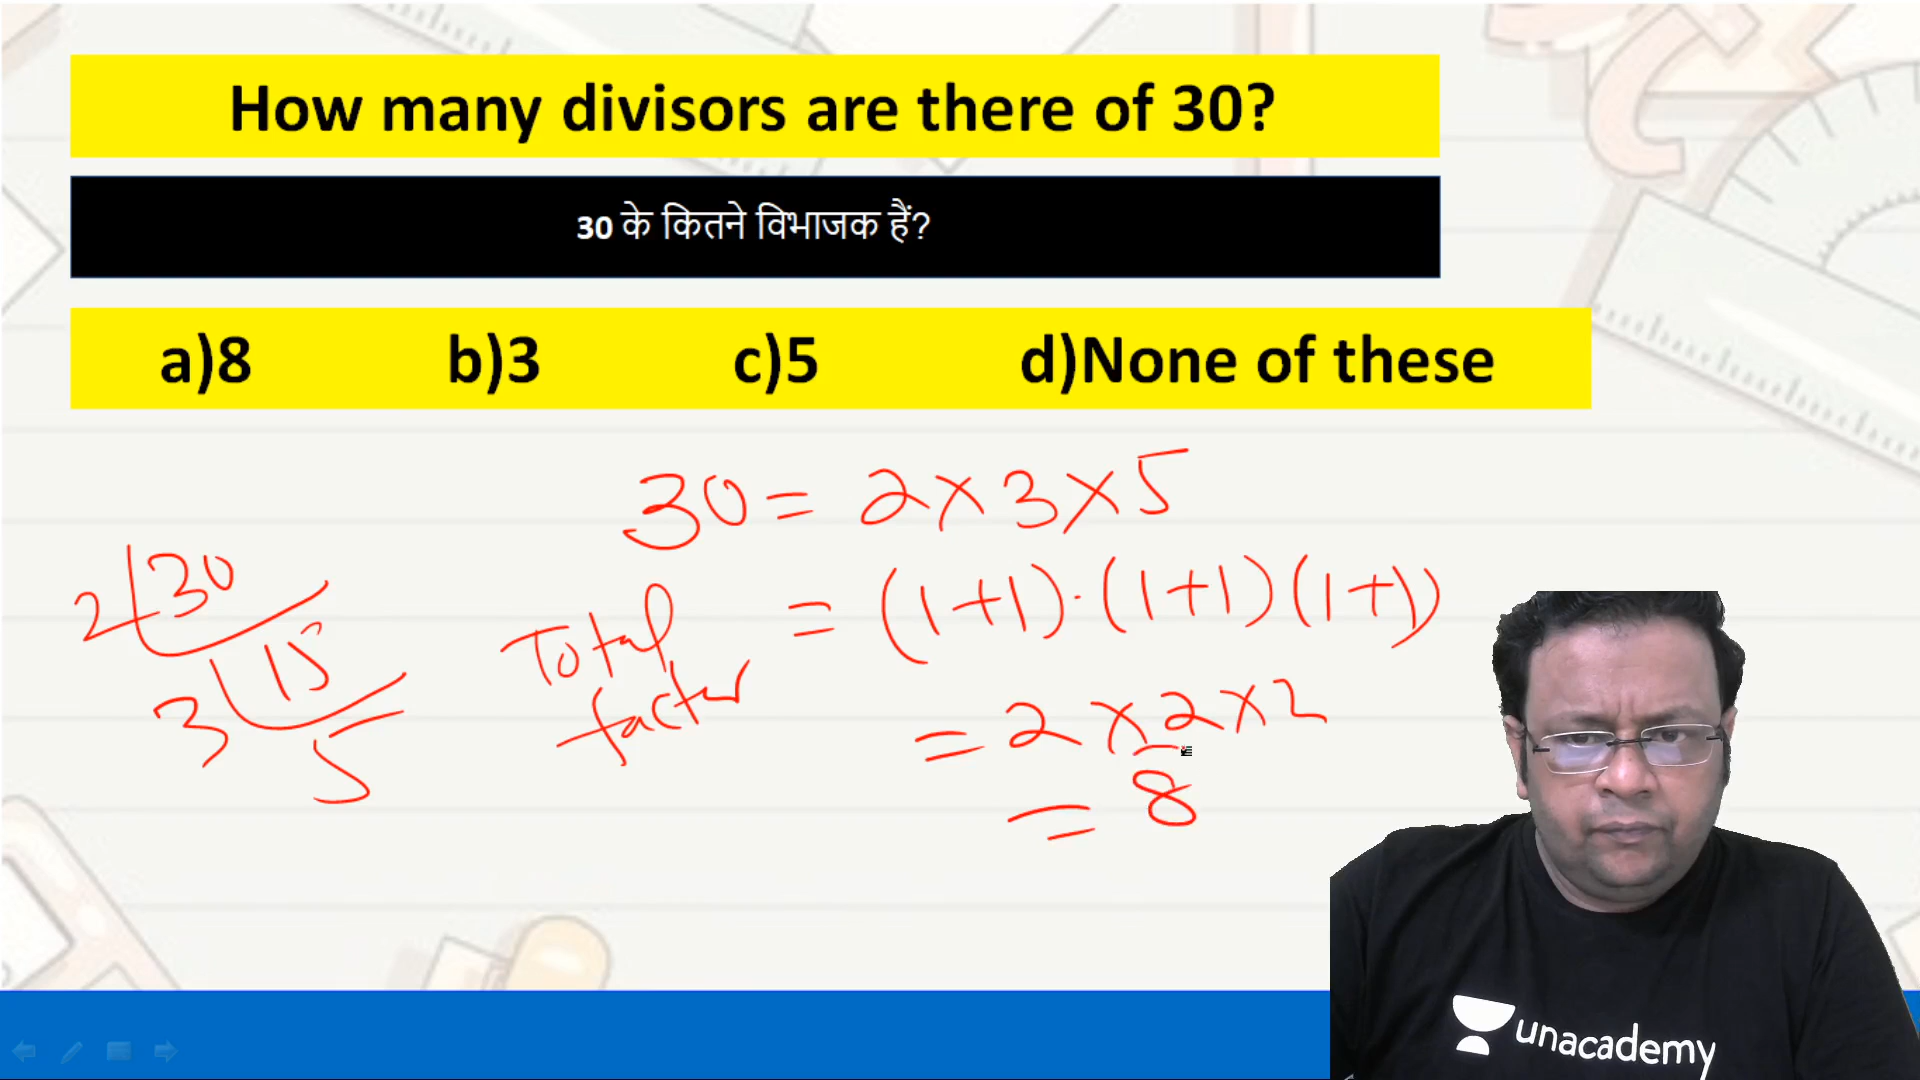 How many divisors are there of 30?
30 के कितने विभाजक हैं?
a)8 b)3 c)5 d)None of these
30 = 2 × 3 × 5
2 30
3 15
5
Total factor = (1+1)·(1+1)(1+1)
= 2 × 2 × 2
= 8
unacademy